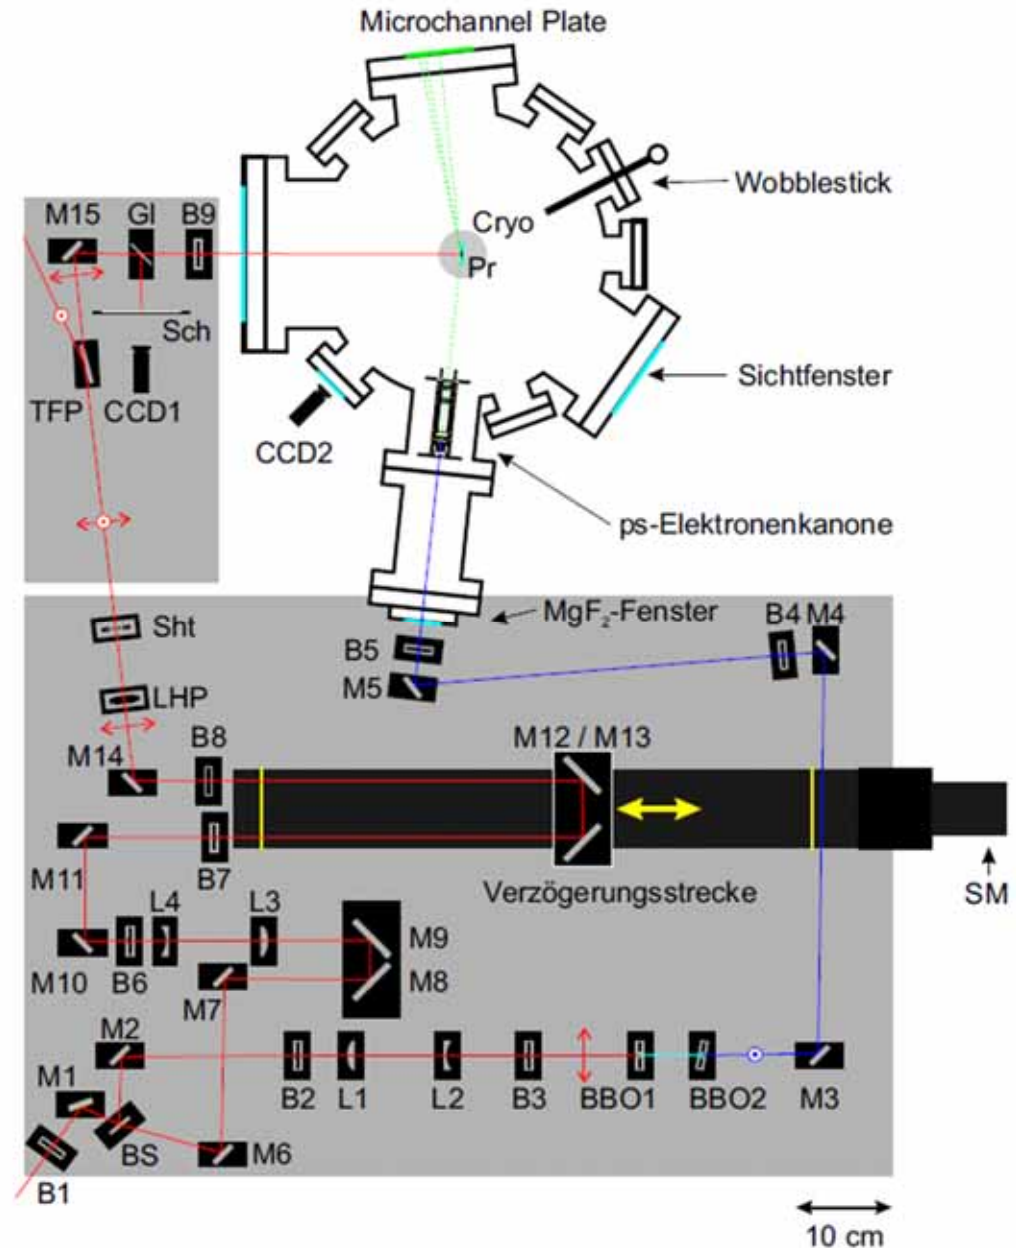 Microchannel Plate
Wobblestick
M15
GI
B9
Cryo
Pr
Sch
TFP
CCD1
Sichtfenster
CCD2
ps-Elektronenkanone
MgF₂-Fenster
B4
M4
Sht
B5
M5
LHP
M14
B8
M12 / M13
M11
B7
Verzögerungsstrecke
SM
L4
L3
M9
M10
B6
M7
M8
M2
M1
B2
L1
L2
B3
BBO1
BBO2
M3
BS
M6
B1
10 cm